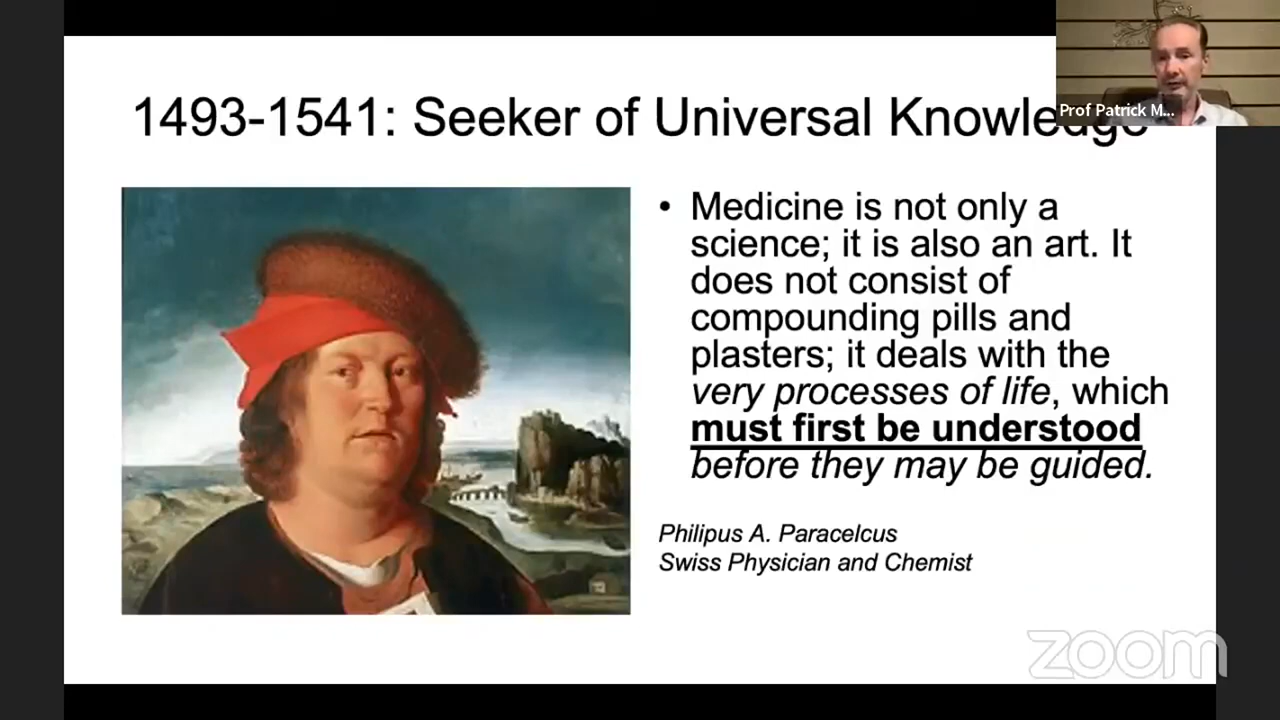 1493-1541: Seeker of Universal Knowledge
Prof Patrick M...
• Medicine is not only a
science; it is also an art. It
does not consist of
compounding pills and
plasters; it deals with the
very processes of life, which
must first be understood
before they may be guided.
Philipus A. Paracelcus
Swiss Physician and Chemist
zoom